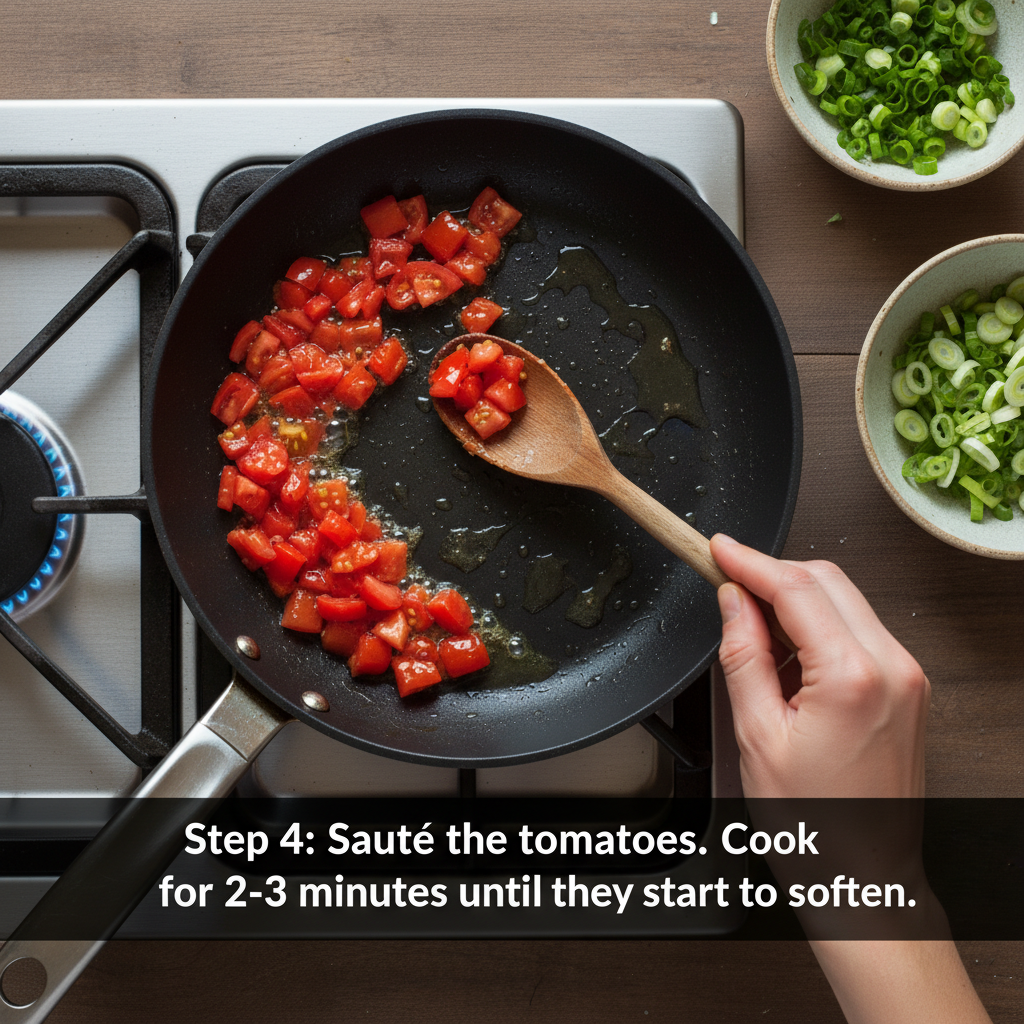 Step 4: Sauté the tomatoes. Cook
for 2-3 minutes until they start to soften.